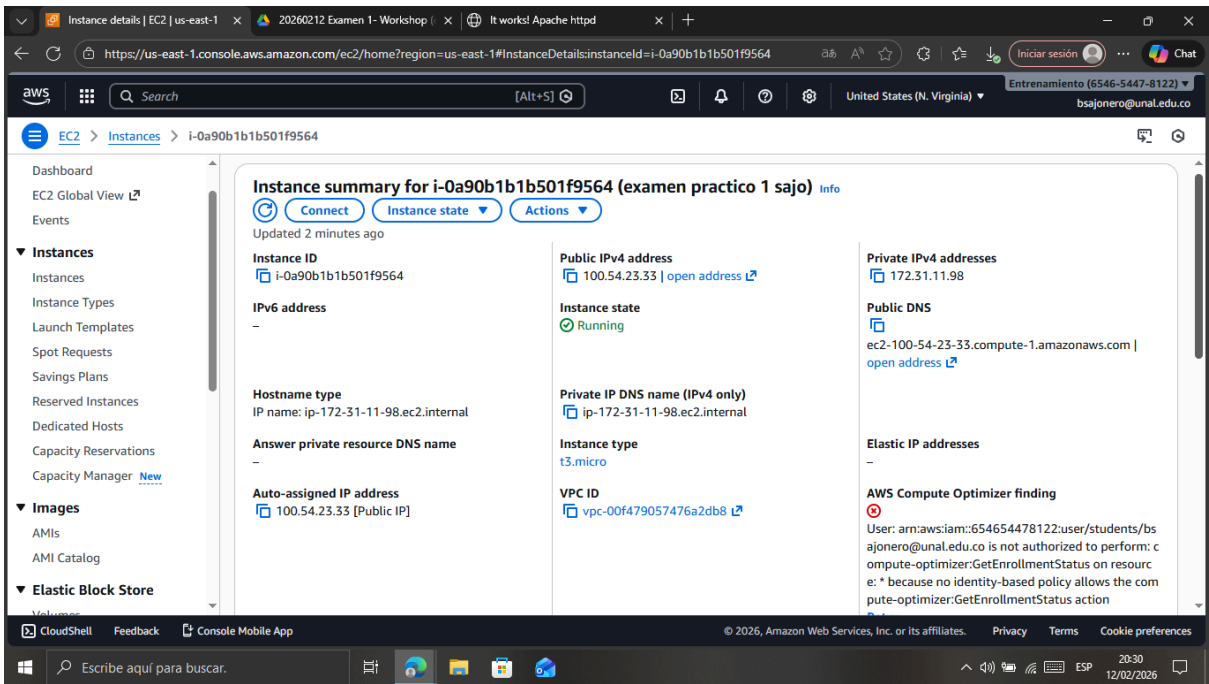 Instance details | EC2 | us-east-1
20260212 Examen 1- Workshop (
It works! Apache httpd
https://us-east-1.console.aws.amazon.com/ec2/home?region=us-east-1#InstanceDetails:instanceId=i-0a90b1b1b501f9564
Iniciar sesión
Chat
aws
Search
[Alt+S]
United States (N. Virginia)
Entrenamiento (6546-5447-8122)
bsajonero@unal.edu.co
EC2 > Instances > i-0a90b1b1b501f9564
Dashboard
EC2 Global View
Events
Instances
Instances
Instance Types
Launch Templates
Spot Requests
Savings Plans
Reserved Instances
Dedicated Hosts
Capacity Reservations
Capacity Manager New
Images
AMIs
AMI Catalog
Elastic Block Store
Volumes
Instance summary for i-0a90b1b1b501f9564 (examen practico 1 sajo) Info
Connect
Instance state
Actions
Updated 2 minutes ago
Instance ID
i-0a90b1b1b501f9564
Public IPv4 address
100.54.23.33 | open address
Private IPv4 addresses
172.31.11.98
IPv6 address
–
Instance state
Running
Public DNS
ec2-100-54-23-33.compute-1.amazonaws.com |
open address
Hostname type
IP name: ip-172-31-11-98.ec2.internal
Private IP DNS name (IPv4 only)
ip-172-31-11-98.ec2.internal
Answer private resource DNS name
–
Instance type
t3.micro
Elastic IP addresses
–
Auto-assigned IP address
100.54.23.33 [Public IP]
VPC ID
vpc-00f479057476a2db8
AWS Compute Optimizer finding
User: arn:aws:iam::654654478122:user/students/bs
ajonero@unal.edu.co is not authorized to perform: c
ompute-optimizer:GetEnrollmentStatus on resourc
e: * because no identity-based policy allows the com
pute-optimizer:GetEnrollmentStatus action
CloudShell
Feedback
Console Mobile App
© 2026, Amazon Web Services, Inc. or its affiliates.
Privacy
Terms
Cookie preferences
Escribe aquí para buscar.
ESP
20:30
12/02/2026